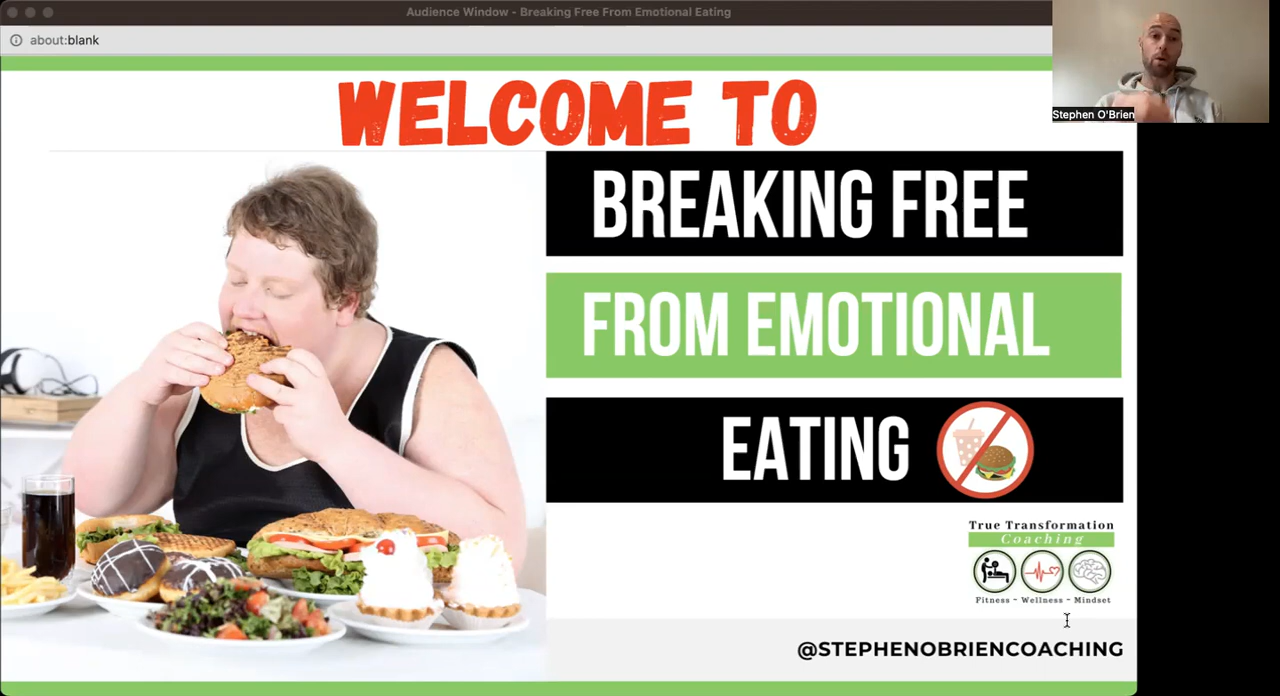 Audience Window - Breaking Free From Emotional Eating
about:blank
Stephen O'Brien
WELCOME TO
BREAKING FREE
FROM EMOTIONAL
EATING
True Transformation
Coaching
Fitness ~ Wellness ~ Mindset
@STEPHENOBRIENCOACHING